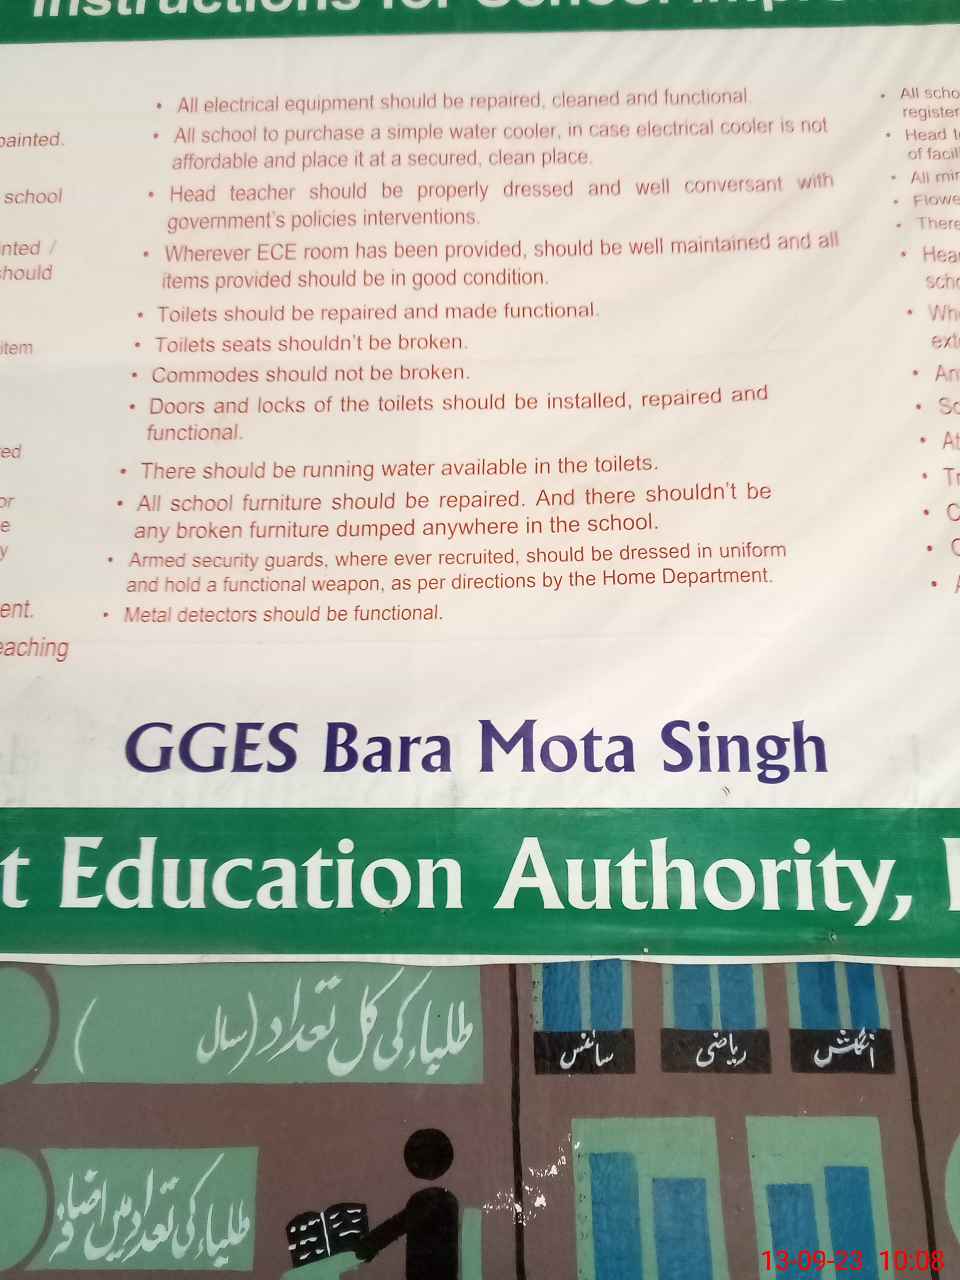 Instructions for School
painted.
school
should
item
ent.
• All electrical equipment should be repaired, cleaned and functional.
• All school to purchase a simple water cooler, in case electrical cooler is not
affordable and place it at a secured, clean place.
• Head teacher should be properly dressed and well conversant with
government's policies interventions.
• Wherever ECE room has been provided, should be well maintained and all
items provided should be in good condition.
• Toilets should be repaired and made functional.
• Toilets seats shouldn't be broken.
• Commodes should not be broken.
• Doors and locks of the toilets should be installed, repaired and
functional.
• There should be running water available in the toilets.
• All school furniture should be repaired. And there shouldn't be
any broken furniture dumped anywhere in the school.
• Armed security guards, where ever recruited, should be dressed in uniform
and hold a functional weapon, as per directions by the Home Department.
• Metal detectors should be functional.
• All
• Head
of
• All
• There
GGES Bara Mota Singh
t Education Authority,
طلباء کی کل تعداد (سال )
انگلش
ریاضی
سائنس
طلباء کی تعداد میں اضافہ
13-09-23 10:08